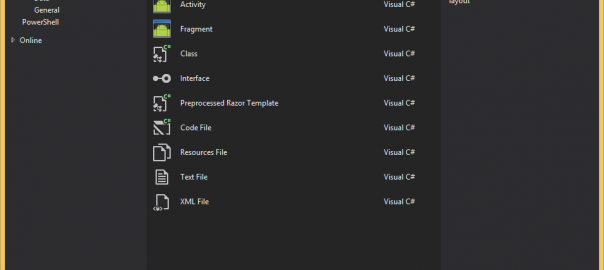 General
PowerShell
Online
Activity Visual C#
Fragment Visual C#
Class Visual C#
Interface Visual C#
Preprocessed Razor Template Visual C#
Code File Visual C#
Resources File Visual C#
Text File Visual C#
XML File Visual C#
layout